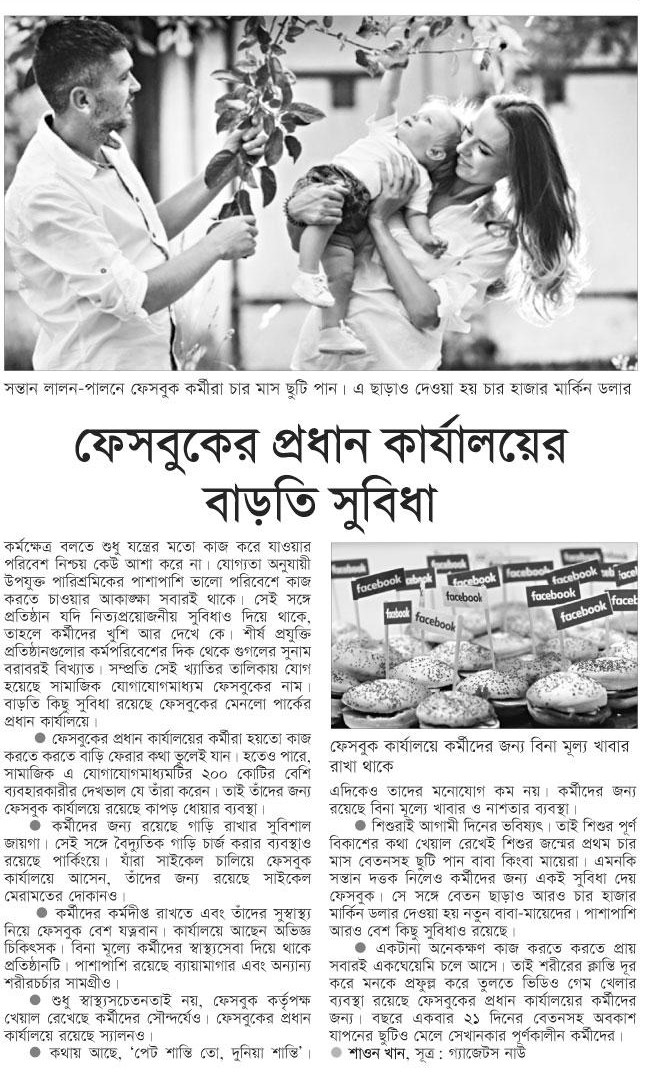 সন্তান লালন-পালনে ফেসবুক কর্মীরা চার মাস ছুটি পান। এ ছাড়াও দেওয়া হয় চার হাজার মার্কিন ডলার
ফেসবুকের প্রধান কার্যালয়ের
বাড়তি সুবিধা
কর্মক্ষেত্র বলতে শুধু যন্ত্রের মতো কাজ করে যাওয়ার
পরিবেশ নিশ্চয় কেউ আশা করে না। যোগ্যতা অনুযায়ী
উপযুক্ত পারিশ্রমিকের পাশাপাশি ভালো পরিবেশে কাজ
করতে চাওয়ার আকাঙ্ক্ষা সবারই থাকে। সেই সঙ্গে
প্রতিষ্ঠান যদি নিত্যপ্রয়োজনীয় সুবিধাও দিয়ে থাকে,
তাহলে কর্মীদের খুশি আর দেখে কে। শীর্ষ প্রযুক্তি
প্রতিষ্ঠানগুলোর কর্মপরিবেশের দিক থেকে গুগলের সুনাম
বরাবরই বিখ্যাত। সম্প্রতি সেই খ্যাতির তালিকায় যোগ
হয়েছে সামাজিক যোগাযোগমাধ্যম ফেসবুকের নাম।
বাড়তি কিছু সুবিধা রয়েছে ফেসবুকের মেনলো পার্কের
প্রধান কার্যালয়ে।
● ফেসবুকের প্রধান কার্যালয়ের কর্মীরা হয়তো কাজ
করতে করতে বাড়ি ফেরার কথা ভুলেই যান। হতেও পারে,
সামাজিক এ যোগাযোগমাধ্যমটির ২০০ কোটির বেশি
ব্যবহারকারীর দেখভাল যে তাঁরা করেন। তাই তাঁদের জন্য
ফেসবুক কার্যালয়ে রয়েছে কাপড় ধোয়ার ব্যবস্থা।
● কর্মীদের জন্য রয়েছে গাড়ি রাখার সুবিশাল
জায়গা। সেই সঙ্গে বৈদ্যুতিক গাড়ি চার্জ করার ব্যবস্থাও
রয়েছে পার্কিংয়ে। যাঁরা সাইকেল চালিয়ে ফেসবুক
কার্যালয়ে আসেন, তাঁদের জন্য রয়েছে সাইকেল
মেরামতের দোকানও।
● কর্মীদের কর্মদীপ্ত রাখতে এবং তাঁদের সুস্বাস্থ্য
নিয়ে ফেসবুক বেশ যত্নবান। কার্যালয়ে আছেন অভিজ্ঞ
চিকিৎসক। বিনা মূল্যে কর্মীদের স্বাস্থ্যসেবা দিয়ে থাকে
প্রতিষ্ঠানটি। পাশাপাশি রয়েছে ব্যায়ামাগার এবং অন্যান্য
শরীরচর্চার সামগ্রীও।
● শুধু স্বাস্থ্যসচেতনতাই নয়, ফেসবুক কর্তৃপক্ষ
খেয়াল রেখেছে কর্মীদের সৌন্দর্যেও। ফেসবুকের প্রধান
কার্যালয়ে রয়েছে স্যালনও।
● কথায় আছে, ‘পেট শান্তি তো, দুনিয়া শান্তি’।
facebook
facebook
facebook
facebook
facebook
facebook
facebook
facebook
facebook
ফেসবুক কার্যালয়ে কর্মীদের জন্য বিনা মূল্য খাবার
রাখা থাকে
এদিকেও তাদের মনোযোগ কম নয়। কর্মীদের জন্য
রয়েছে বিনা মূল্যে খাবার ও নাশতার ব্যবস্থা।
● শিশুরাই আগামী দিনের ভবিষ্যৎ। তাই শিশুর পূর্ণ
বিকাশের কথা খেয়াল রেখেই শিশুর জন্মের প্রথম চার
মাস বেতনসহ ছুটি পান বাবা কিংবা মায়েরা। এমনকি
সন্তান দত্তক নিলেও কর্মীদের জন্য একই সুবিধা দেয়
ফেসবুক। সে সঙ্গে বেতন ছাড়াও আরও চার হাজার
মার্কিন ডলার দেওয়া হয় নতুন বাবা-মায়েদের। পাশাপাশি
আরও বেশ কিছু সুবিধাও রয়েছে।
● একটানা অনেকক্ষণ কাজ করতে করতে প্রায়
সবারই একঘেয়েমি চলে আসে। তাই শরীরের ক্লান্তি দূর
করে মনকে প্রফুল্ল করে তুলতে ভিডিও গেম খেলার
ব্যবস্থা রয়েছে ফেসবুকের প্রধান কার্যালয়ের কর্মীদের
জন্য। বছরে একবার ২১ দিনের বেতনসহ অবকাশ
যাপনের ছুটিও মেলে সেখানকার পূর্ণকালীন কর্মীদের।
● শাওন খান, সূত্র : গ্যাজেটস নাউ